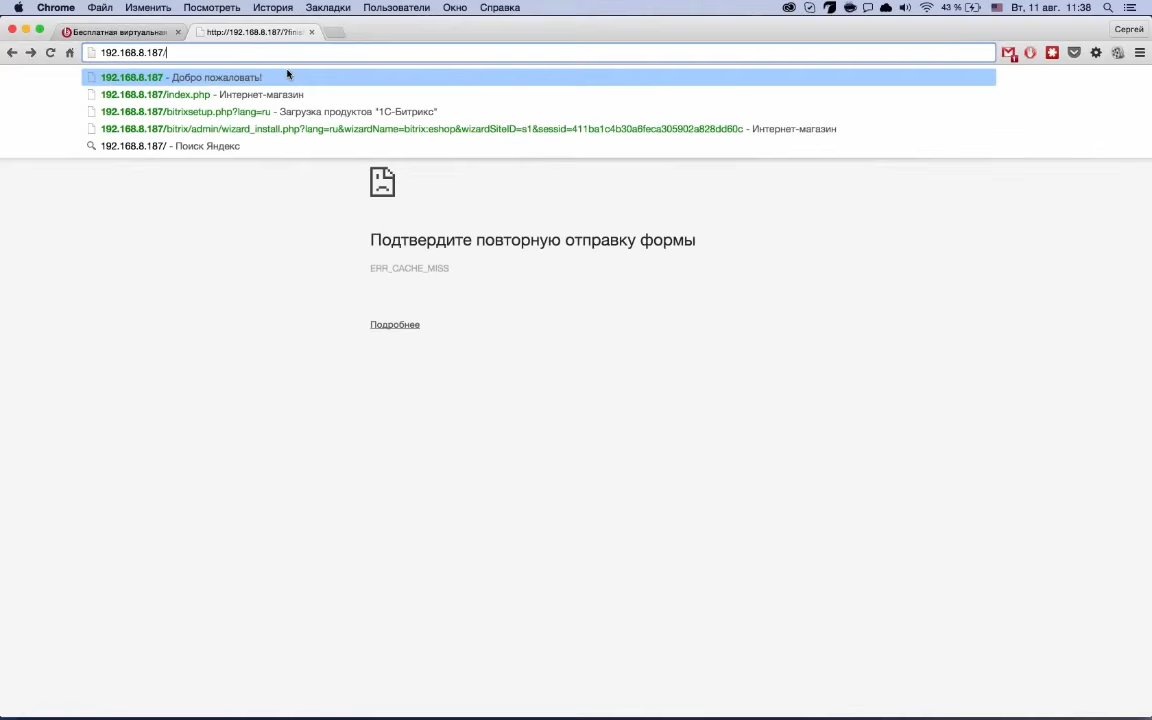 Chrome Файл Изменить Посмотреть История Закладки Пользователи Окно Справка 43 % Вт, 11 авг. 11:38
Бесплатная виртуальная http://192.168.8.187/?finis Сергей
192.168.8.187/
192.168.8.187 - Добро пожаловать!
192.168.8.187/index.php - Интернет-магазин
192.168.8.187/bitrixsetup.php?lang=ru - Загрузка продуктов "1С-Битрикс"
192.168.8.187/bitrix/admin/wizard_install.php?lang=ru&wizardName=bitrix:eshop&wizardSiteID=s1&sessid=411ba1c4b30a6feca305902a828dd60c - Интернет-магазин
192.168.8.187/ - Поиск Яндекс
Подтвердите повторную отправку формы
ERR_CACHE_MISS
Подробнее